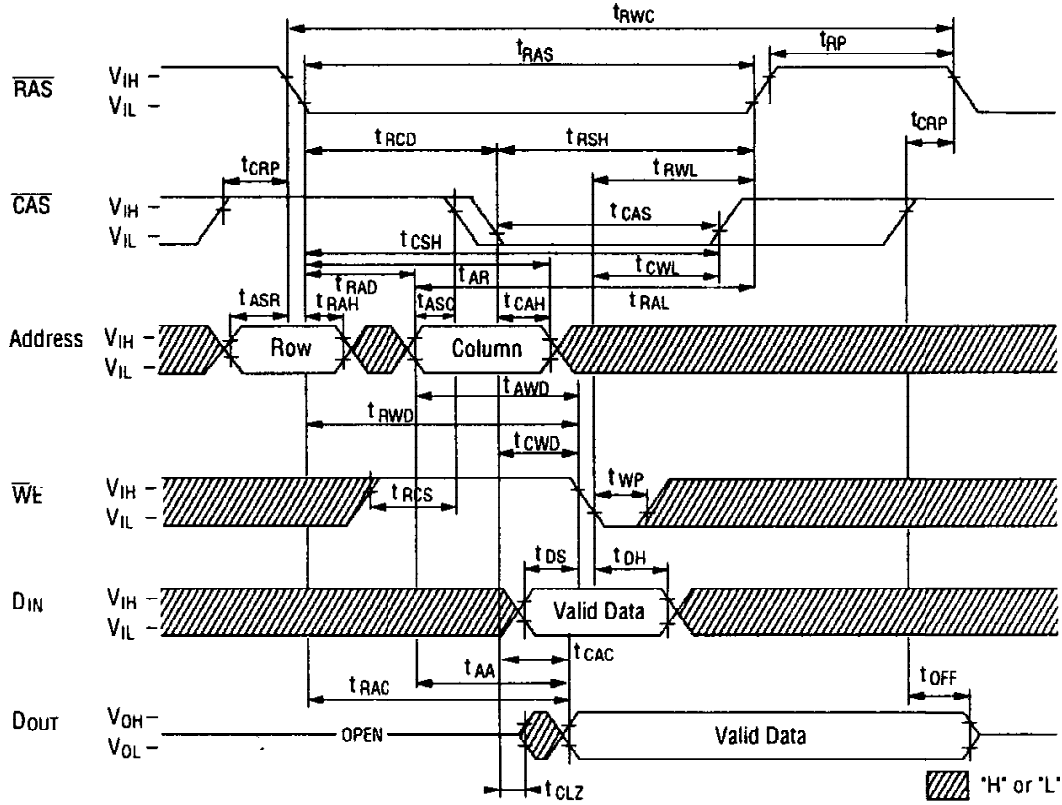 tRWC
tRAS
tRP
RAS
VIH
VIL
tRCD
tRSH
tCRP
tCRP
tRWL
CAS
VIH
VIL
tCAS
tCSH
tCWL
tAR
tRAD
tRAL
tASR
tRAH
tASC
tCAH
Address
VIH
VIL
Row
Column
tAWD
tRWD
tCWD
WE
VIH
VIL
tRCS
tWP
tDS
tDH
DIN
VIH
VIL
Valid Data
tCAC
tAA
tRAC
tOFF
DOUT
VOH
VOL
OPEN
Valid Data
tCLZ
"H" or "L"